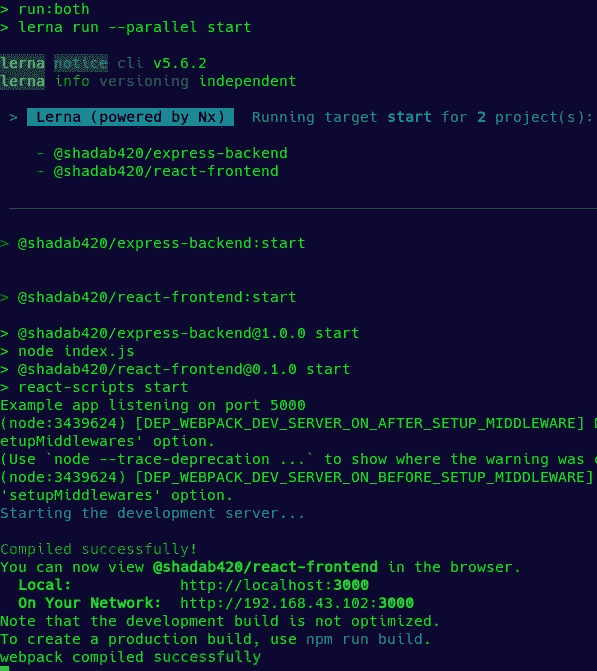 > run:both
> lerna run --parallel start
lerna notice cli v5.6.2
lerna info versioning independent
> Lerna (powered by Nx) Running target start for 2 project(s):
- @shadab420/express-backend
- @shadab420/react-frontend
> @shadab420/express-backend:start
> @shadab420/react-frontend:start
> @shadab420/express-backend@1.0.0 start
> node index.js
> @shadab420/react-frontend@0.1.0 start
> react-scripts start
Example app listening on port 5000
(node:3439624) [DEP_WEBPACK_DEV_SERVER_ON_AFTER_SETUP_MIDDLEWARE]
etupMiddlewares' option.
(Use `node --trace-deprecation ...` to show where the warning was
(node:3439624) [DEP_WEBPACK_DEV_SERVER_ON_BEFORE_SETUP_MIDDLEWARE]
'setupMiddlewares' option.
Starting the development server...
Compiled successfully!
You can now view @shadab420/react-frontend in the browser.
Local: http://localhost:3000
On Your Network: http://192.168.43.102:3000
Note that the development build is not optimized.
To create a production build, use npm run build.
webpack compiled successfully